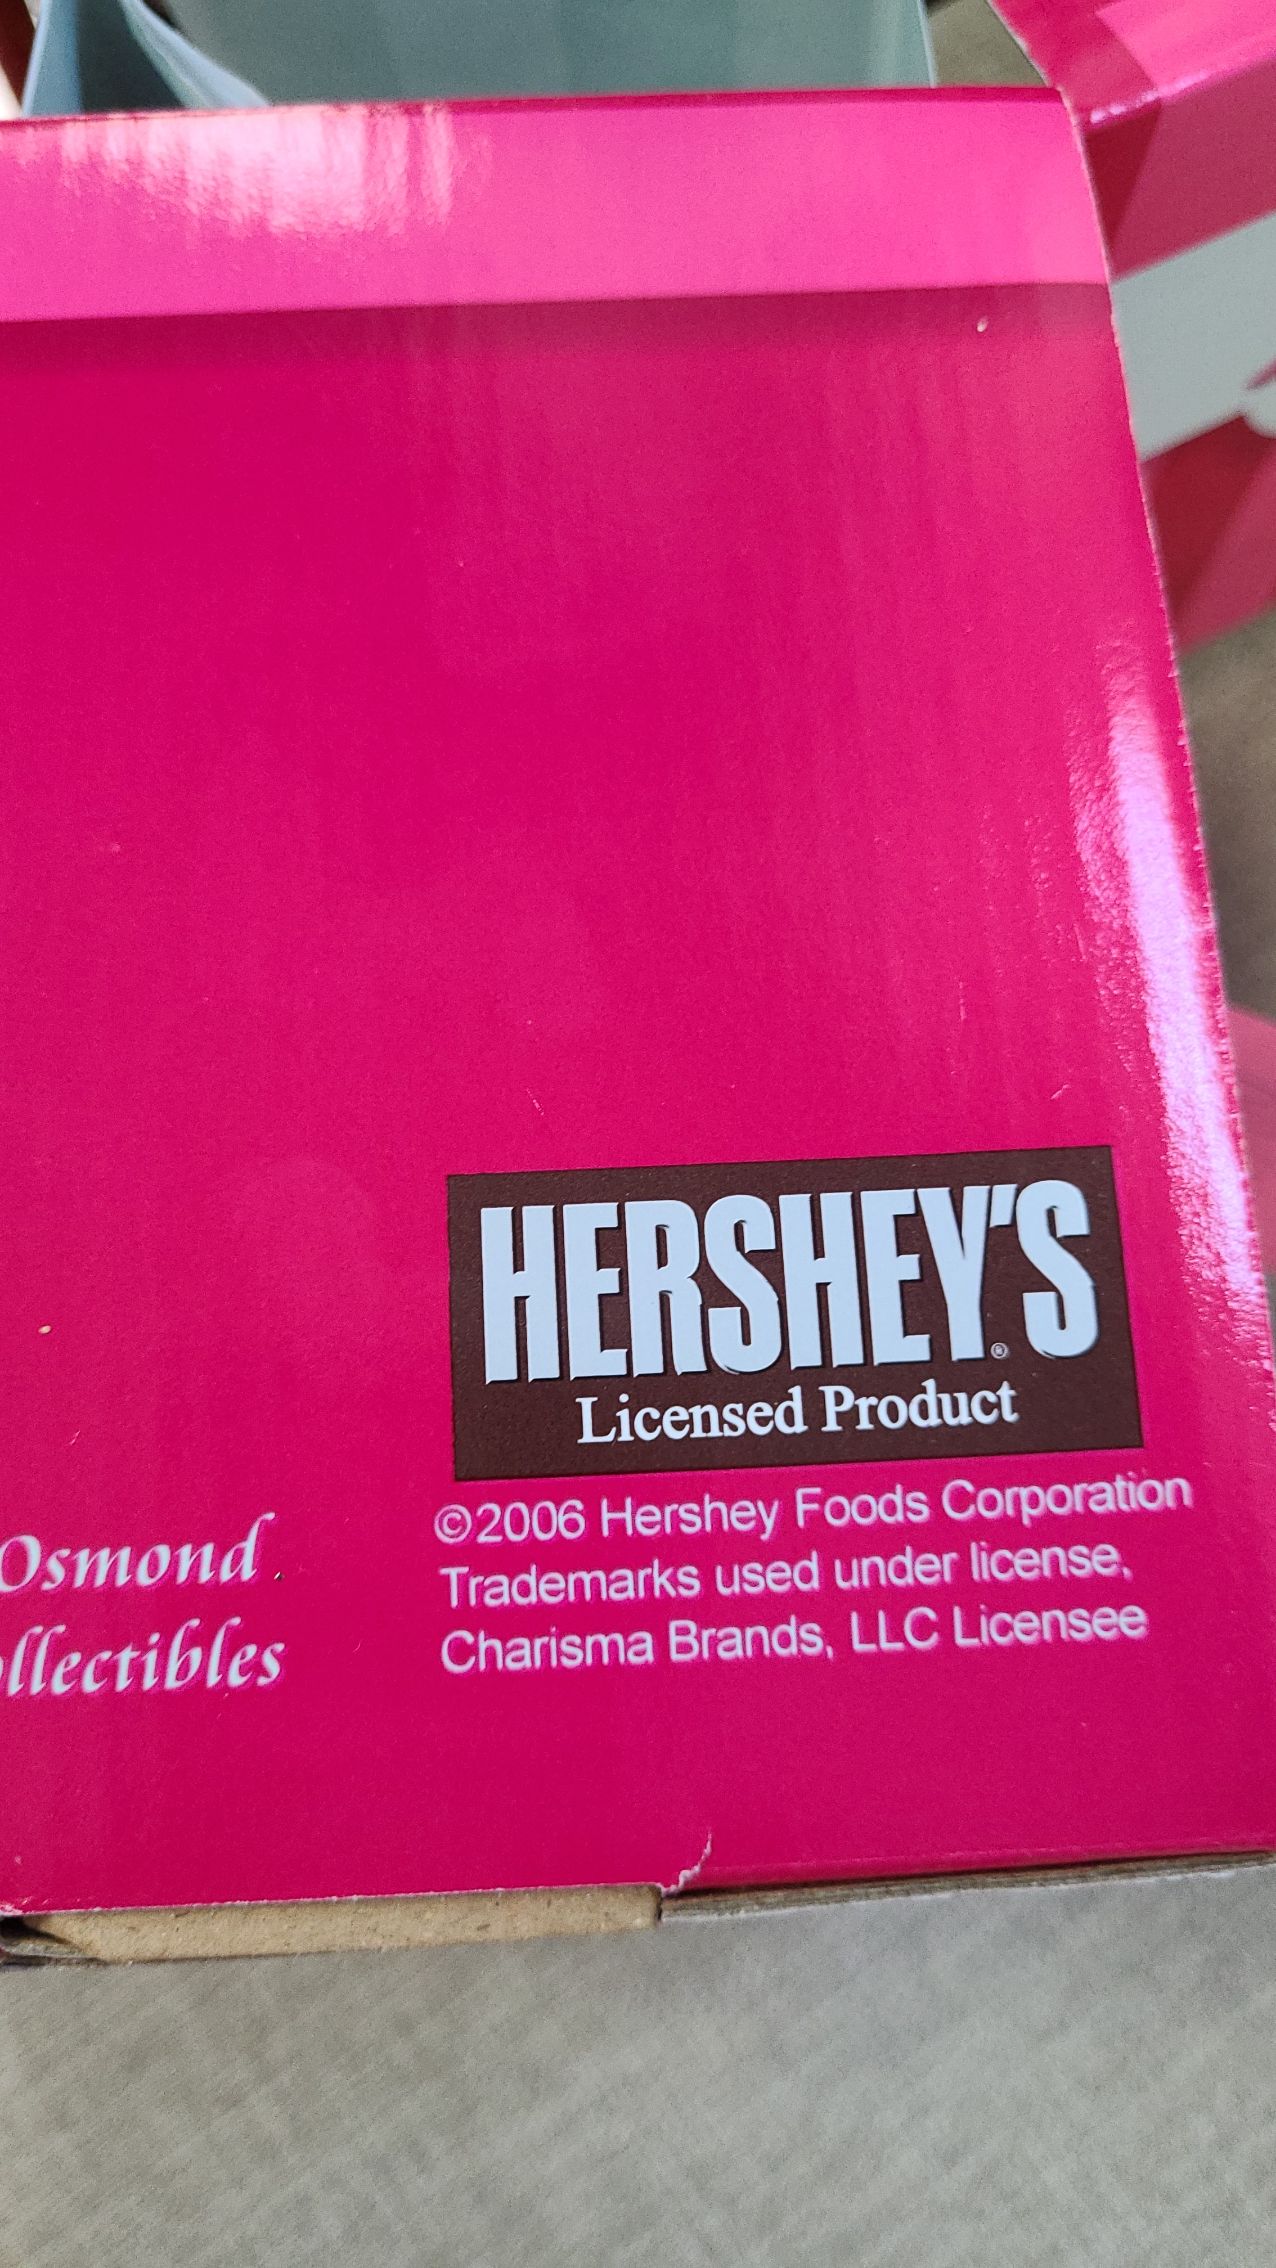 HERSHEY'S®
Licensed Product
©2006 Hershey Foods Corporation
Trademarks used under license,
Charisma Brands, LLC Licensee
Osmond
ollectibles